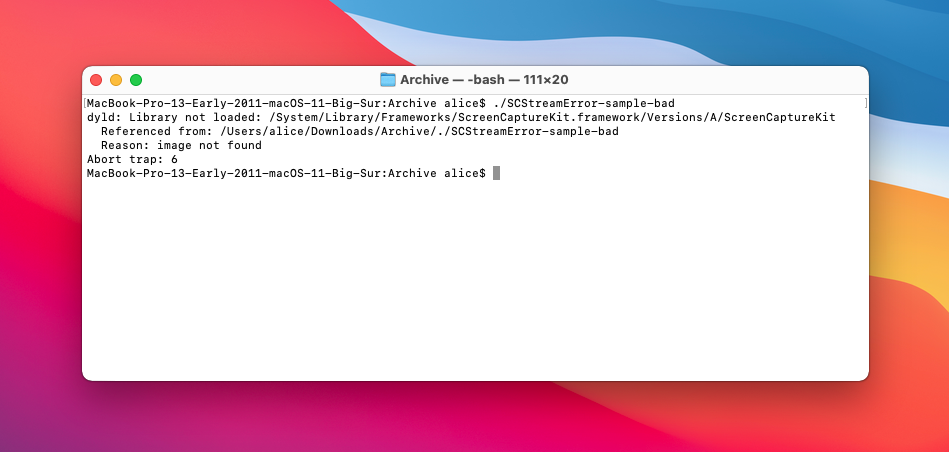 Archive — -bash — 111×20
[MacBook-Pro-13-Early-2011-macOS-11-Big-Sur:Archive alice$ ./SCStreamError-sample-bad ]
dyld: Library not loaded: /System/Library/Frameworks/ScreenCaptureKit.framework/Versions/A/ScreenCaptureKit
  Referenced from: /Users/alice/Downloads/Archive/./SCStreamError-sample-bad
  Reason: image not found
Abort trap: 6
MacBook-Pro-13-Early-2011-macOS-11-Big-Sur:Archive alice$